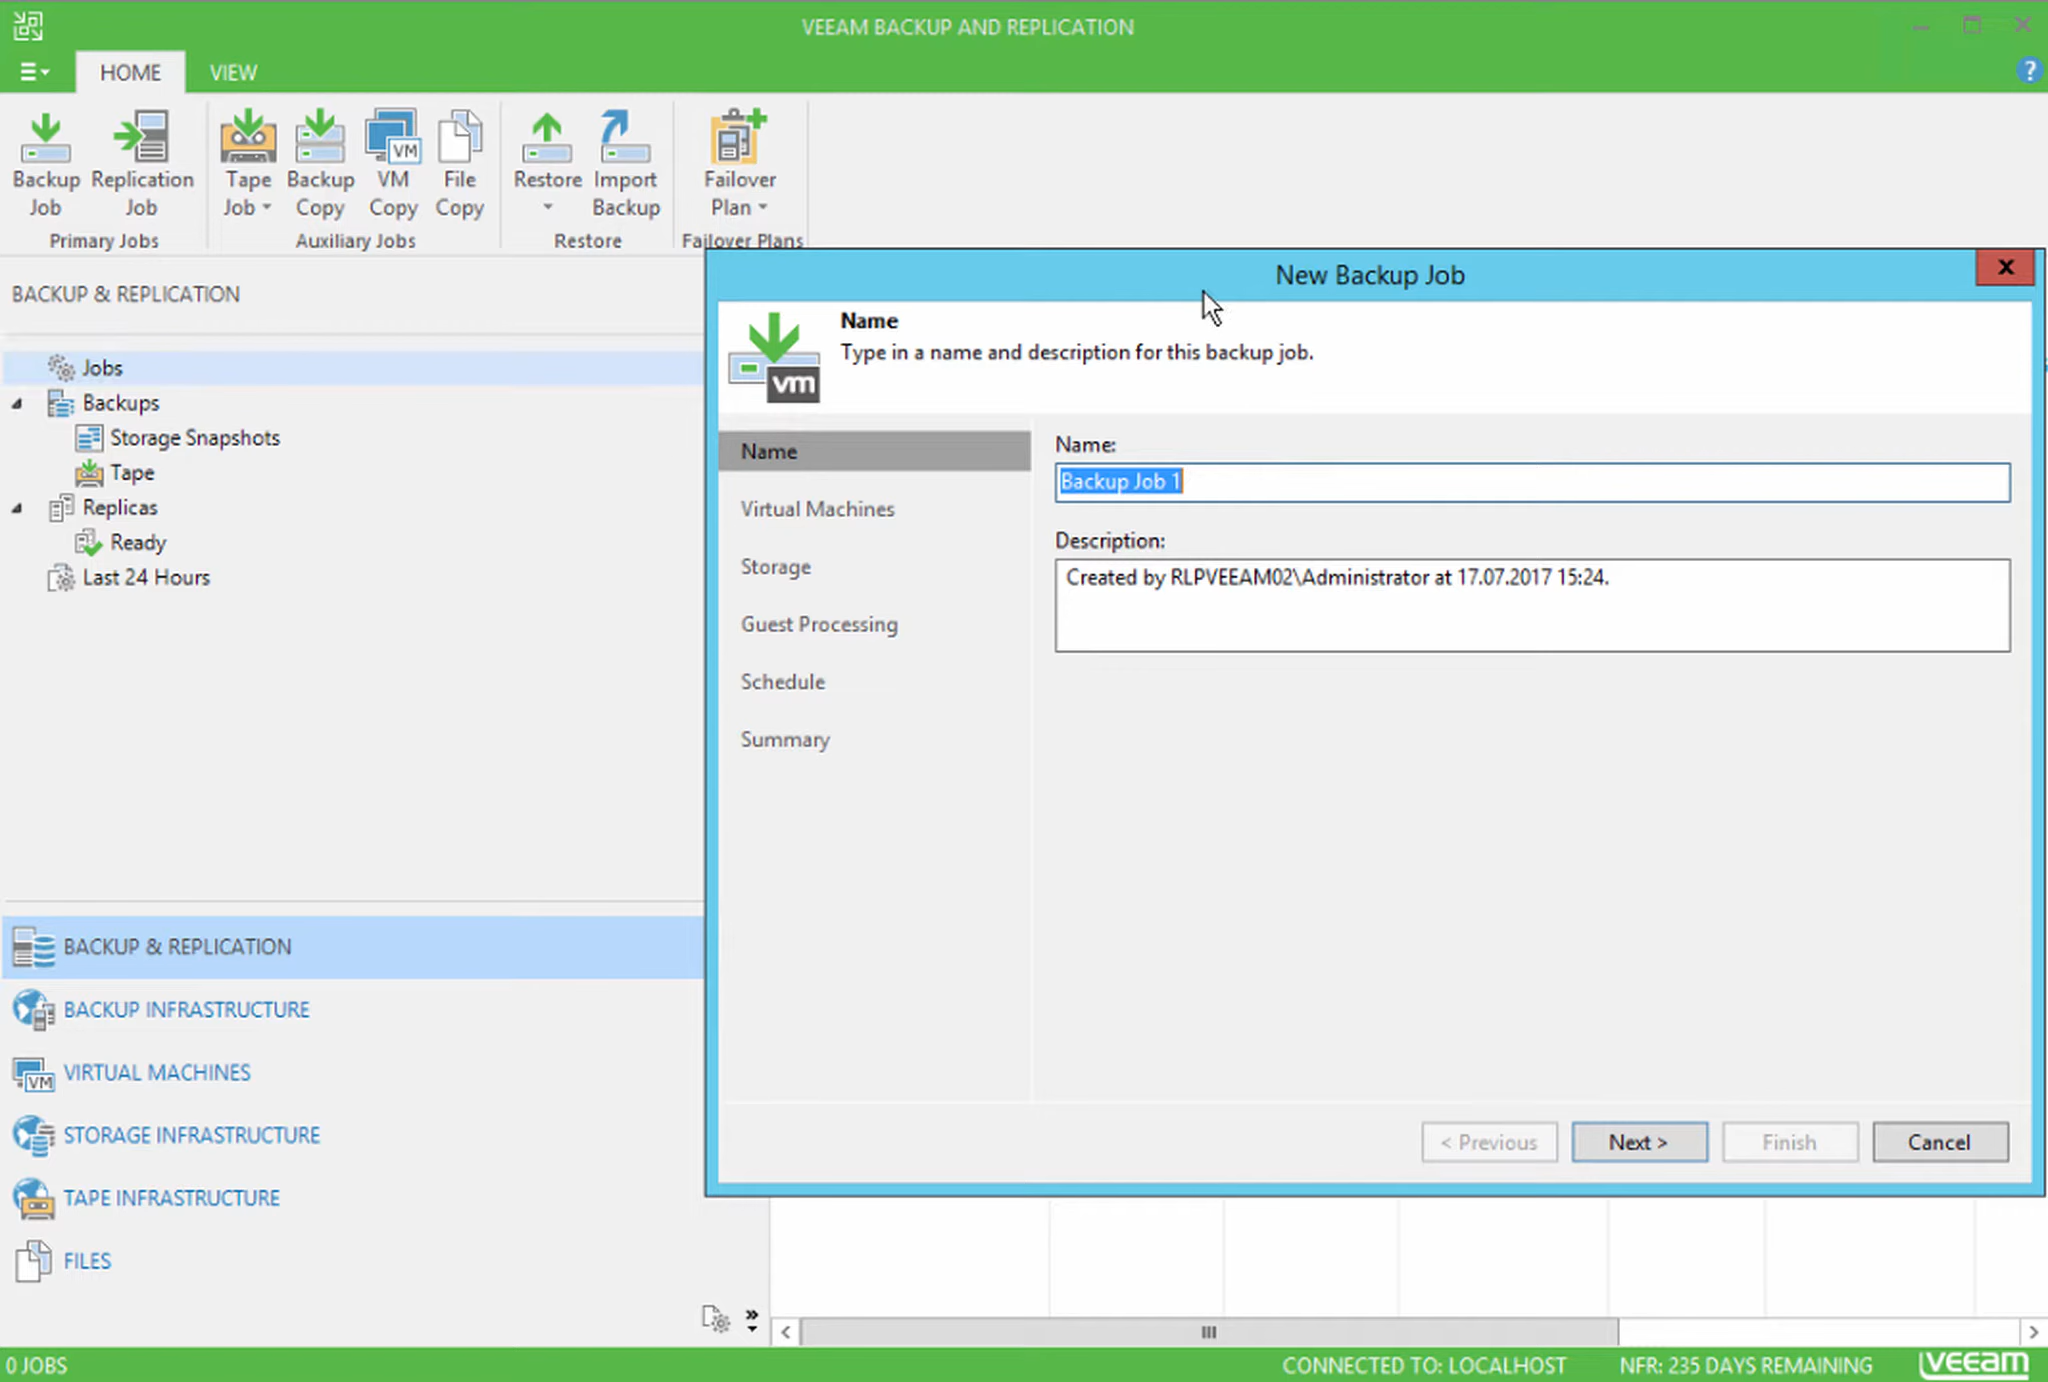 VEEAM BACKUP AND REPLICATION
HOME
VIEW
?
Backup Job
Replication Job
Tape Job
Backup Copy
VM
VM Copy
File Copy
Restore
Import Backup
Failover Plan
Primary Jobs
Auxiliary Jobs
Restore
Failover Plans
BACKUP & REPLICATION
Jobs
Backups
Storage Snapshots
Tape
Replicas
Ready
Last 24 Hours
BACKUP & REPLICATION
BACKUP INFRASTRUCTURE
VM
VIRTUAL MACHINES
STORAGE INFRASTRUCTURE
TAPE INFRASTRUCTURE
FILES
New Backup Job
vm
Name
Type in a name and description for this backup job.
Name
Virtual Machines
Storage
Guest Processing
Schedule
Summary
Name:
Backup Job 1
Description:
Created by RLPVEEAM02\Administrator at 17.07.2017 15:24.
< Previous
Next >
Finish
Cancel
0 JOBS
CONNECTED TO: LOCALHOST
NFR: 235 DAYS REMAINING
veeam